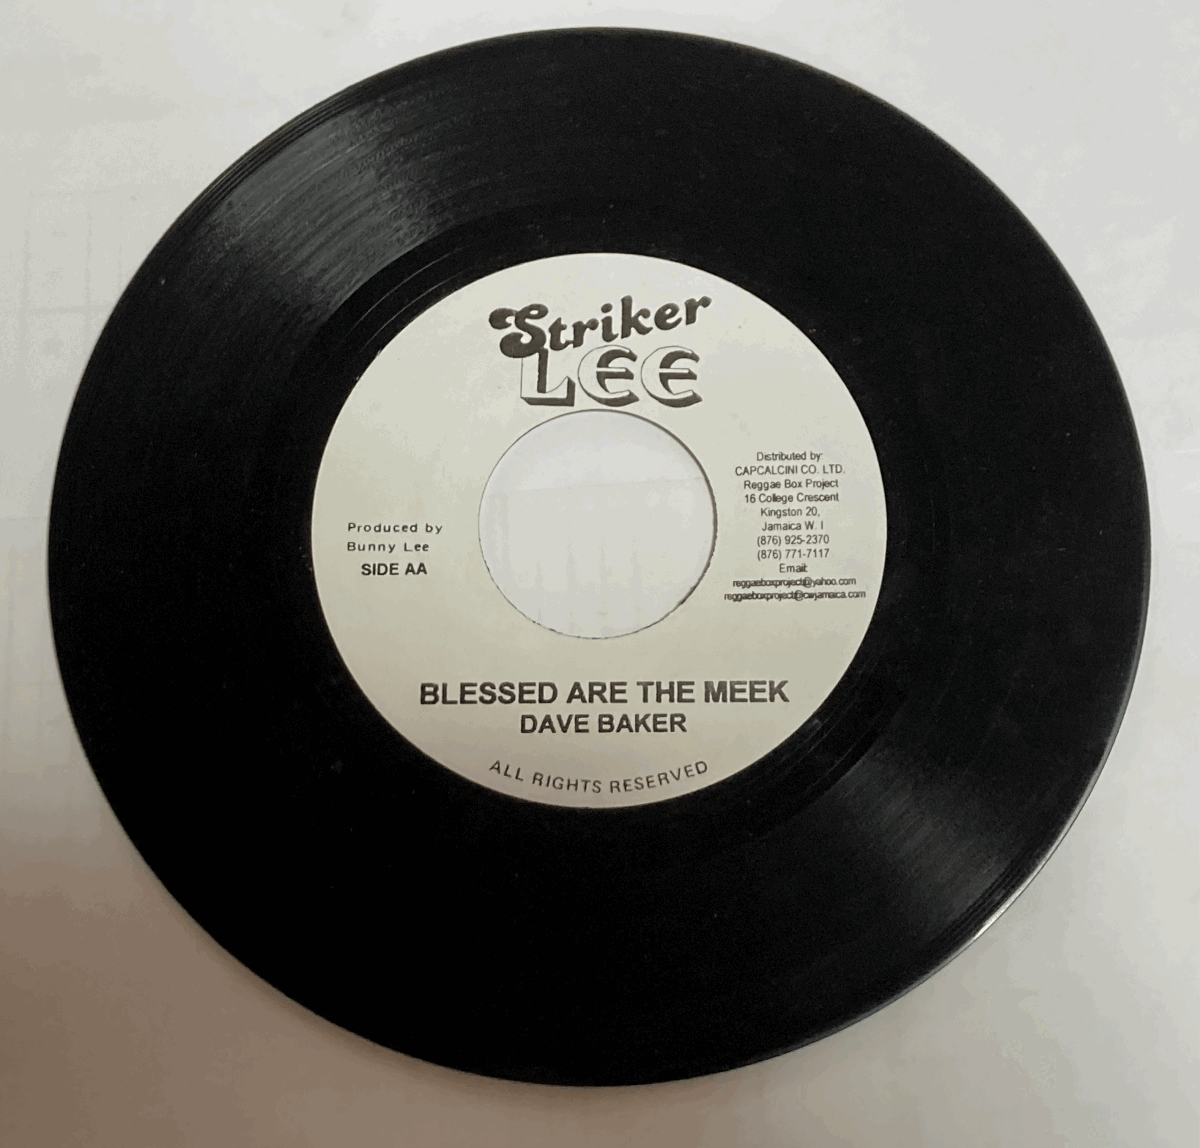 Striker
LEE
Produced by
Bunny Lee
SIDE AA
Distributed by:
CAPCALCINI CO. LTD.
Reggae Box Project
16 College Crescent
Kingston 20,
Jamaica W. I
(876) 925-2370
(876) 771-7117
Email:
reggaeboxproject@yahoo.com
reggaeboxproject@cwjamaica.com
BLESSED ARE THE MEEK
DAVE BAKER
ALL RIGHTS RESERVED